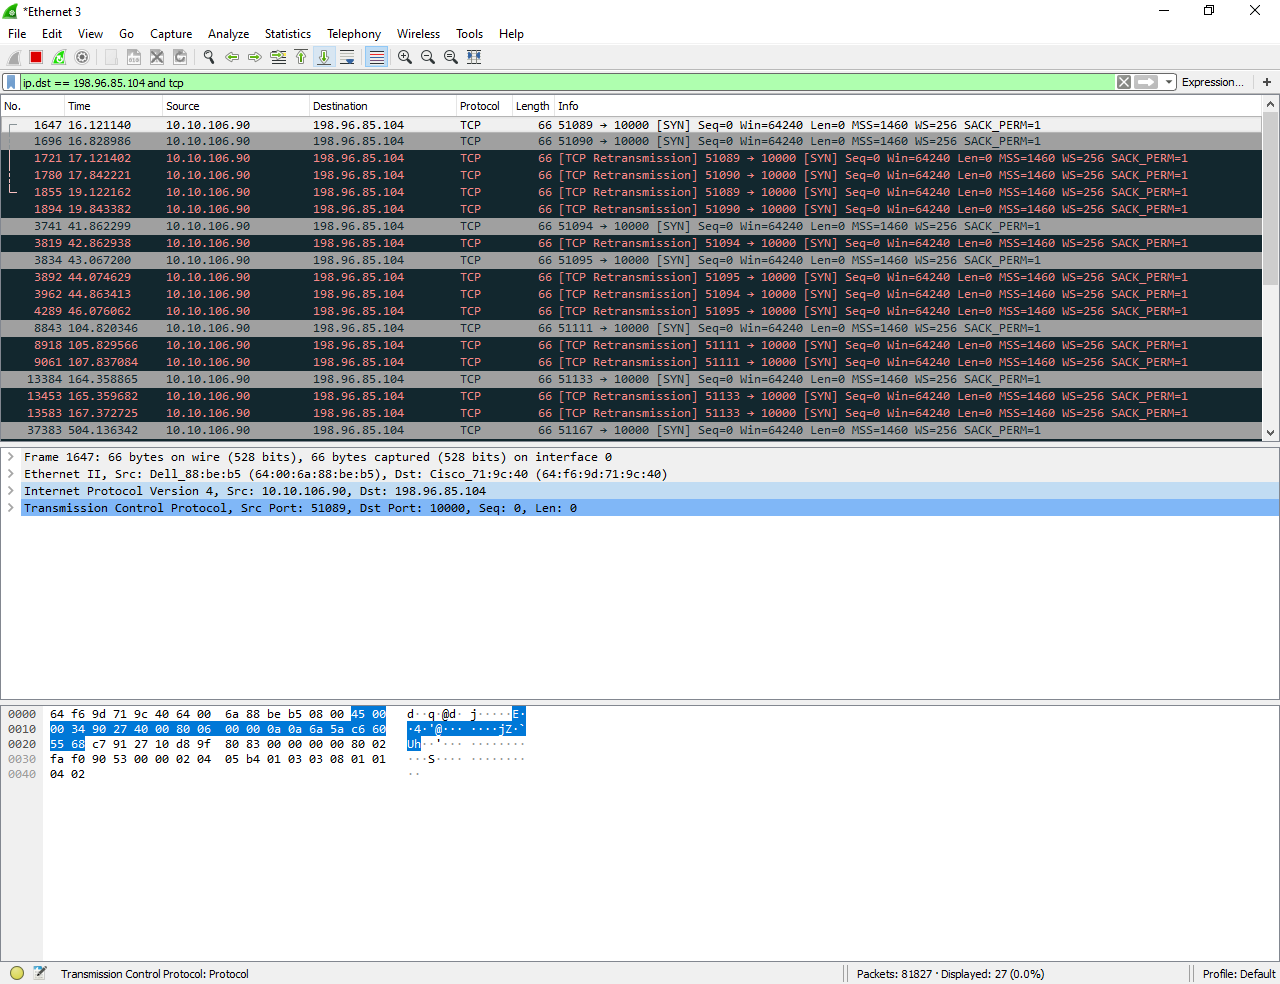 *Ethernet 3
File Edit View Go Capture Analyze Statistics Telephony Wireless Tools Help
ip.dst == 198.96.85.104 and tcp Expression... +
No. Time Source Destination Protocol Length Info
1647 16.121140 10.10.106.90 198.96.85.104 TCP 66 51089 → 10000 [SYN] Seq=0 Win=64240 Len=0 MSS=1460 WS=256 SACK_PERM=1
1696 16.828986 10.10.106.90 198.96.85.104 TCP 66 51090 → 10000 [SYN] Seq=0 Win=64240 Len=0 MSS=1460 WS=256 SACK_PERM=1
1721 17.121402 10.10.106.90 198.96.85.104 TCP 66 [TCP Retransmission] 51089 → 10000 [SYN] Seq=0 Win=64240 Len=0 MSS=1460 WS=256 SACK_PERM=1
1780 17.842221 10.10.106.90 198.96.85.104 TCP 66 [TCP Retransmission] 51090 → 10000 [SYN] Seq=0 Win=64240 Len=0 MSS=1460 WS=256 SACK_PERM=1
1855 19.122162 10.10.106.90 198.96.85.104 TCP 66 [TCP Retransmission] 51089 → 10000 [SYN] Seq=0 Win=64240 Len=0 MSS=1460 WS=256 SACK_PERM=1
1894 19.843382 10.10.106.90 198.96.85.104 TCP 66 [TCP Retransmission] 51090 → 10000 [SYN] Seq=0 Win=64240 Len=0 MSS=1460 WS=256 SACK_PERM=1
3741 41.862299 10.10.106.90 198.96.85.104 TCP 66 51094 → 10000 [SYN] Seq=0 Win=64240 Len=0 MSS=1460 WS=256 SACK_PERM=1
3819 42.862938 10.10.106.90 198.96.85.104 TCP 66 [TCP Retransmission] 51094 → 10000 [SYN] Seq=0 Win=64240 Len=0 MSS=1460 WS=256 SACK_PERM=1
3834 43.067200 10.10.106.90 198.96.85.104 TCP 66 51095 → 10000 [SYN] Seq=0 Win=64240 Len=0 MSS=1460 WS=256 SACK_PERM=1
3892 44.074629 10.10.106.90 198.96.85.104 TCP 66 [TCP Retransmission] 51095 → 10000 [SYN] Seq=0 Win=64240 Len=0 MSS=1460 WS=256 SACK_PERM=1
3962 44.863413 10.10.106.90 198.96.85.104 TCP 66 [TCP Retransmission] 51094 → 10000 [SYN] Seq=0 Win=64240 Len=0 MSS=1460 WS=256 SACK_PERM=1
4289 46.076062 10.10.106.90 198.96.85.104 TCP 66 [TCP Retransmission] 51095 → 10000 [SYN] Seq=0 Win=64240 Len=0 MSS=1460 WS=256 SACK_PERM=1
8843 104.820346 10.10.106.90 198.96.85.104 TCP 66 51111 → 10000 [SYN] Seq=0 Win=64240 Len=0 MSS=1460 WS=256 SACK_PERM=1
8918 105.829566 10.10.106.90 198.96.85.104 TCP 66 [TCP Retransmission] 51111 → 10000 [SYN] Seq=0 Win=64240 Len=0 MSS=1460 WS=256 SACK_PERM=1
9061 107.837084 10.10.106.90 198.96.85.104 TCP 66 [TCP Retransmission] 51111 → 10000 [SYN] Seq=0 Win=64240 Len=0 MSS=1460 WS=256 SACK_PERM=1
13384 164.358865 10.10.106.90 198.96.85.104 TCP 66 51133 → 10000 [SYN] Seq=0 Win=64240 Len=0 MSS=1460 WS=256 SACK_PERM=1
13453 165.359682 10.10.106.90 198.96.85.104 TCP 66 [TCP Retransmission] 51133 → 10000 [SYN] Seq=0 Win=64240 Len=0 MSS=1460 WS=256 SACK_PERM=1
13583 167.372725 10.10.106.90 198.96.85.104 TCP 66 [TCP Retransmission] 51133 → 10000 [SYN] Seq=0 Win=64240 Len=0 MSS=1460 WS=256 SACK_PERM=1
37383 504.136342 10.10.106.90 198.96.85.104 TCP 66 51167 → 10000 [SYN] Seq=0 Win=64240 Len=0 MSS=1460 WS=256 SACK_PERM=1
Frame 1647: 66 bytes on wire (528 bits), 66 bytes captured (528 bits) on interface 0
Ethernet II, Src: Dell_88:be:b5 (64:00:6a:88:be:b5), Dst: Cisco_71:9c:40 (64:f6:9d:71:9c:40)
Internet Protocol Version 4, Src: 10.10.106.90, Dst: 198.96.85.104
Transmission Control Protocol, Src Port: 51089, Dst Port: 10000, Seq: 0, Len: 0
0000 64 f6 9d 71 9c 40 64 00 6a 88 be b5 08 00 45 00 d··q·@d· j·····E·
0010 00 34 90 27 40 00 80 06 00 00 0a 0a 6a 5a c6 60 ·4·'@··· ····jZ·`
0020 55 68 c7 91 27 10 d8 9f 80 83 00 00 00 00 80 02 Uh··'··· ········
0030 fa f0 90 53 00 00 02 04 05 b4 01 03 03 08 01 01 ···S···· ········
0040 04 02 ··
Transmission Control Protocol: Protocol Packets: 81827 · Displayed: 27 (0.0%) Profile: Default